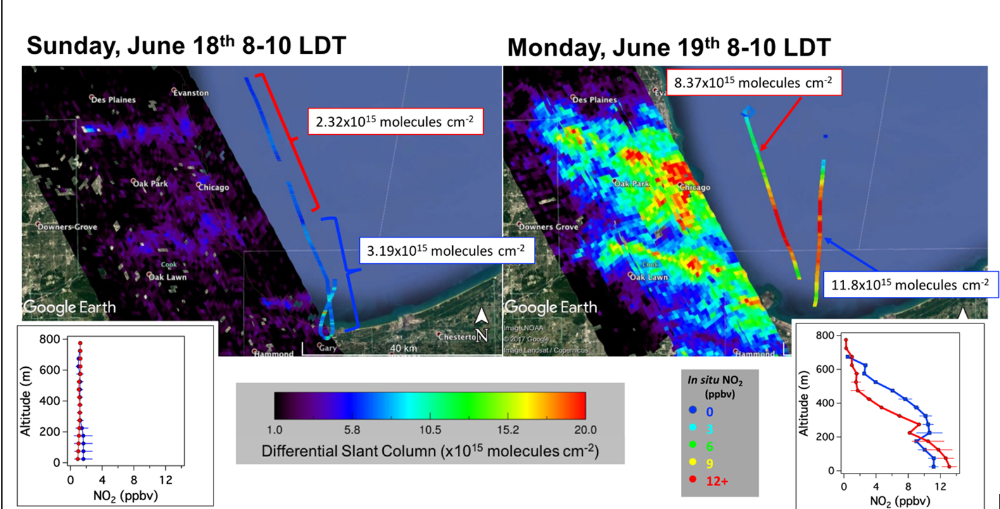 Sunday, June 18th 8-10 LDT
Monday, June 19th 8-10 LDT
2.32x10^15 molecules cm^-2
3.19x10^15 molecules cm^-2
8.37x10^15 molecules cm^-2
11.8x10^15 molecules cm^-2
Des Plaines
Evanston
Oak Park
Chicago
Downers Grove
Cook
Oak Lawn
Google Earth
Hammond
Gary
40 km
Chesterto
N
Des Plaines
Eva
Oak Park
Chicago
Downers Grove
Cook
Oak Lawn
Google Earth
Image NOAA
© 2017 Google
Image Landsat / Copernicus
Hammond
800
600
400
200
0
Altitude (m)
0 4 8 12
NO2 (ppbv)
1.0 5.8 10.5 15.2 20.0
Differential Slant Column (x10^15 molecules cm^-2)
In situ NO2
(ppbv)
0
3
6
9
12+
800
600
400
200
0
Altitude (m)
0 4 8 12
NO2 (ppbv)